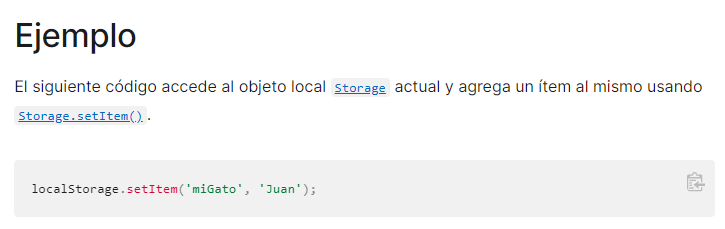 Ejemplo
El siguiente código accede al objeto local Storage actual y agrega un ítem al mismo usando
Storage.setItem().
localStorage.setItem('miGato', 'Juan');